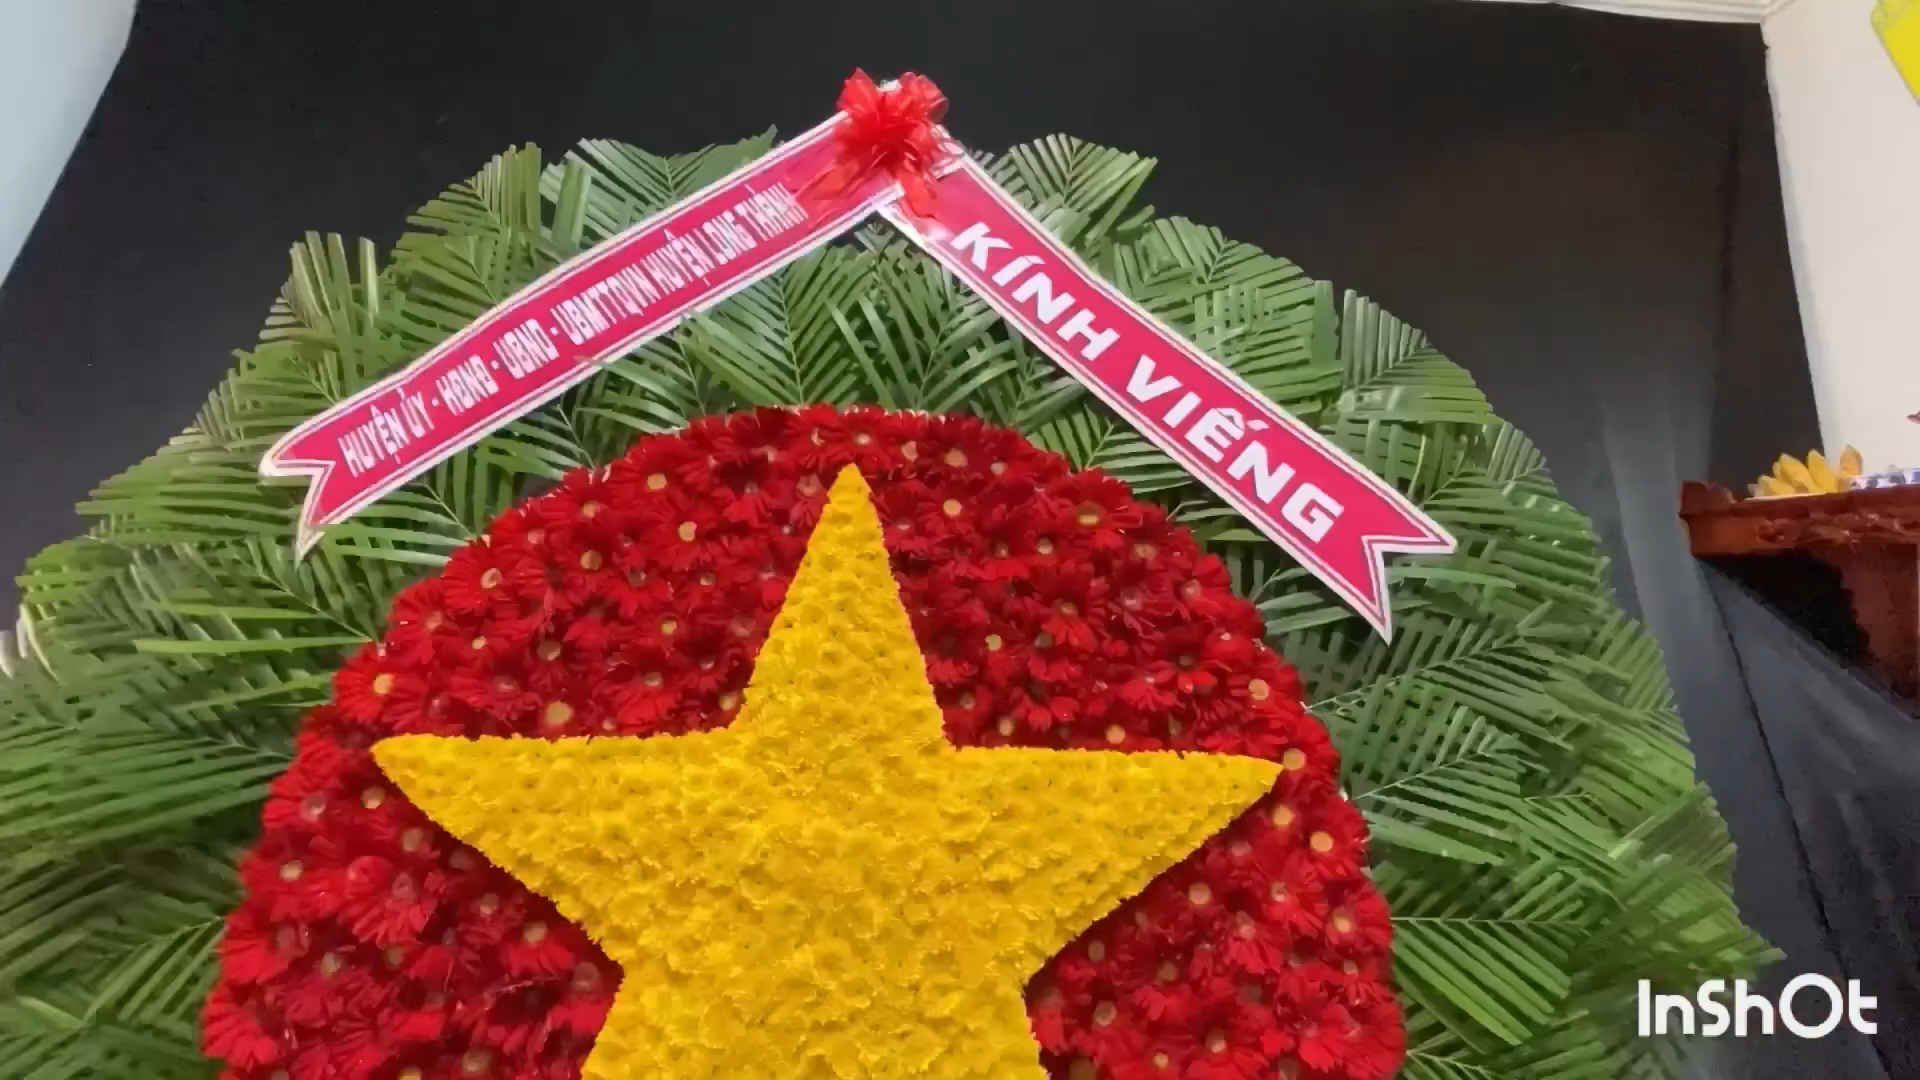 HUYỆN ỦY - HĐND - UBND - UBMTTQVN HUYỆN LONG THÀNH
KÍNH VIẾNG
InShOt